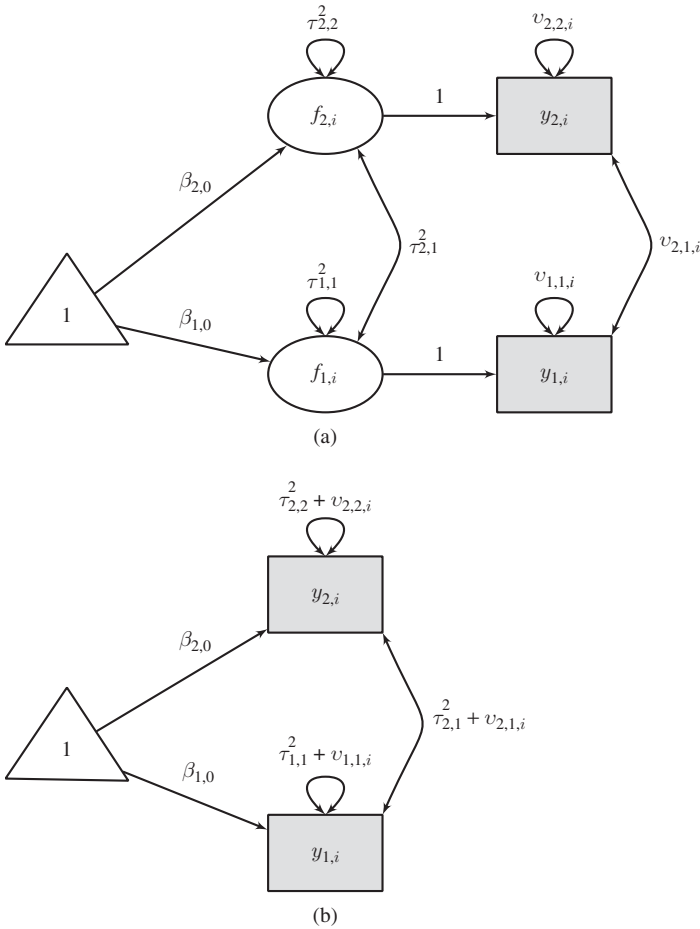 τ²2,2 υ2,2,i
f2,i 1 y2,i
β2,0
τ²2,1 υ2,1,i
τ²1,1 υ1,1,i
1 β1,0
f1,i 1 y1,i
(a)
τ²2,2 + υ2,2,i
y2,i
β2,0
τ²2,1 + υ2,1,i
1 τ²1,1 + υ1,1,i
β1,0
y1,i
(b)